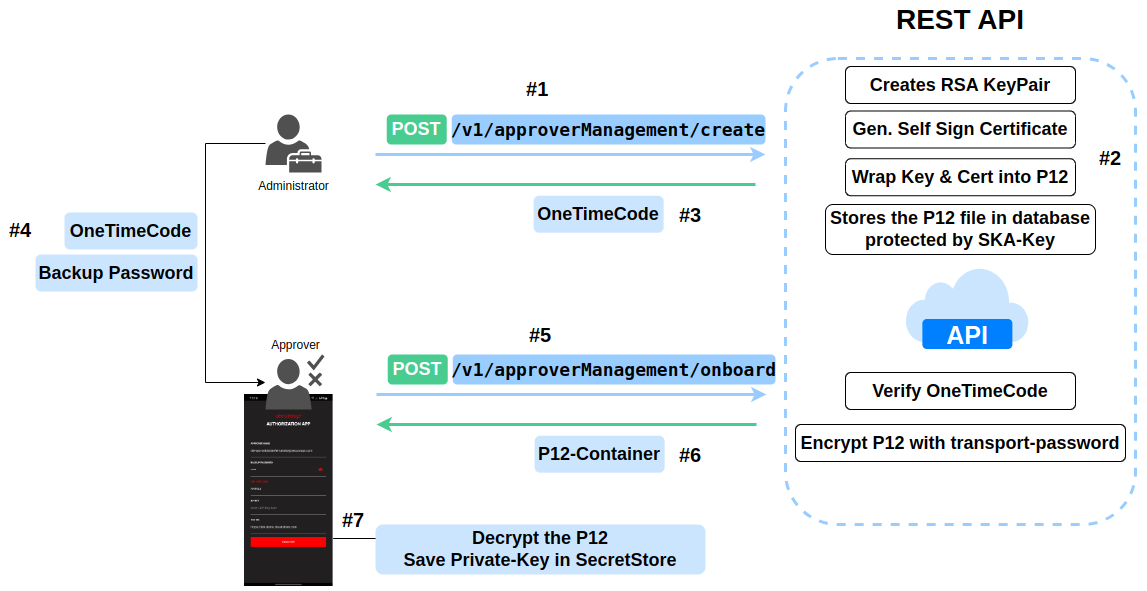 REST API
#1
POST /v1/approverManagement/create
Administrator
OneTimeCode #3
Creates RSA KeyPair
Gen. Self Sign Certificate
#2
Wrap Key & Cert into P12
Stores the P12 file in database
protected by SKA-Key
#4
OneTimeCode
Backup Password
API
Approver
#5
POST /v1/approverManagement/onboard
Verify OneTimeCode
Encrypt P12 with transport-password
P12-Container #6
AUTHORIZATION APP
#7
Decrypt the P12
Save Private-Key in SecretStore